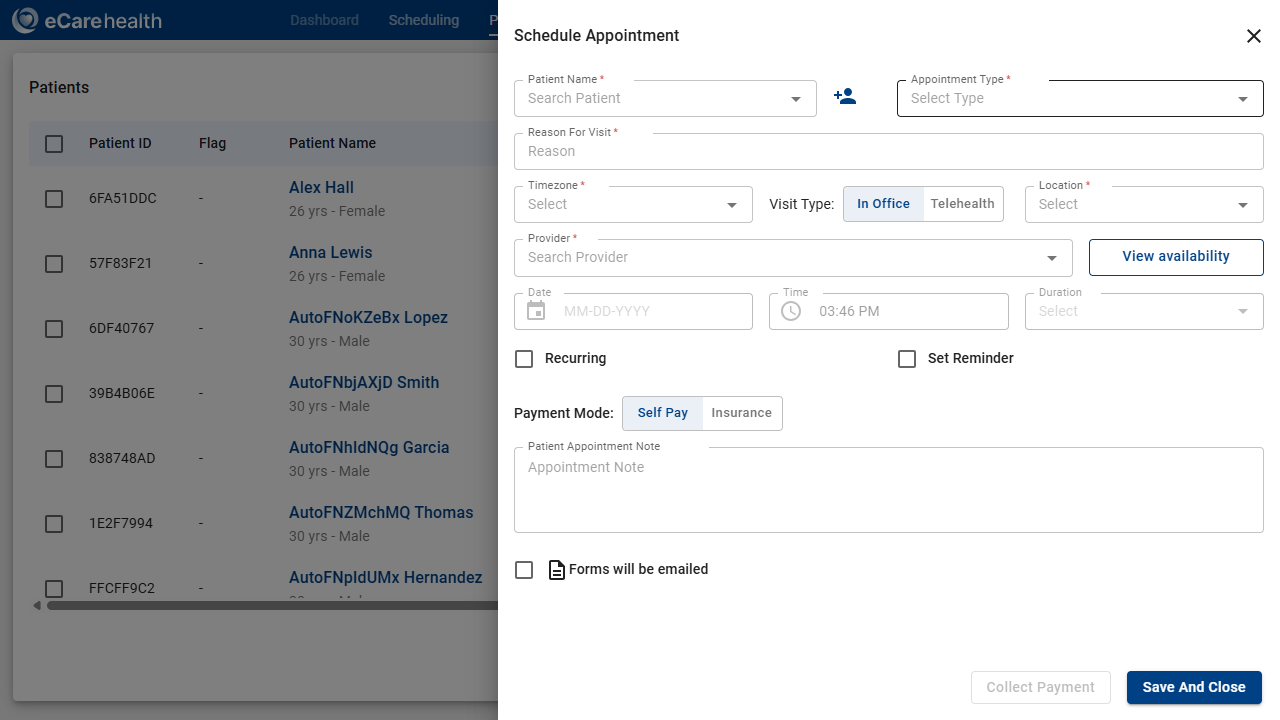 eCarehealth
Dashboard Scheduling P
Patients
Patient ID Flag Patient Name
6FA51DDC - Alex Hall
26 yrs - Female
57F83F21 - Anna Lewis
26 yrs - Female
6DF40767 - AutoFNoKZeBx Lopez
30 yrs - Male
39B4B06E - AutoFNbjAXjD Smith
30 yrs - Male
838748AD - AutoFNhIdNQg Garcia
30 yrs - Male
1E2F7994 - AutoFNZMchMQ Thomas
30 yrs - Male
FFCFF9C2 - AutoFNpIdUMx Hernandez
Schedule Appointment
Patient Name * Appointment Type *
Search Patient Select Type
Reason For Visit *
Reason
Timezone * Location *
Select Visit Type: In Office Telehealth Select
Provider *
Search Provider View availability
Date Time Duration
MM-DD-YYYY 03:46 PM Select
Recurring Set Reminder
Payment Mode: Self Pay Insurance
Patient Appointment Note
Appointment Note
Forms will be emailed
Collect Payment Save And Close